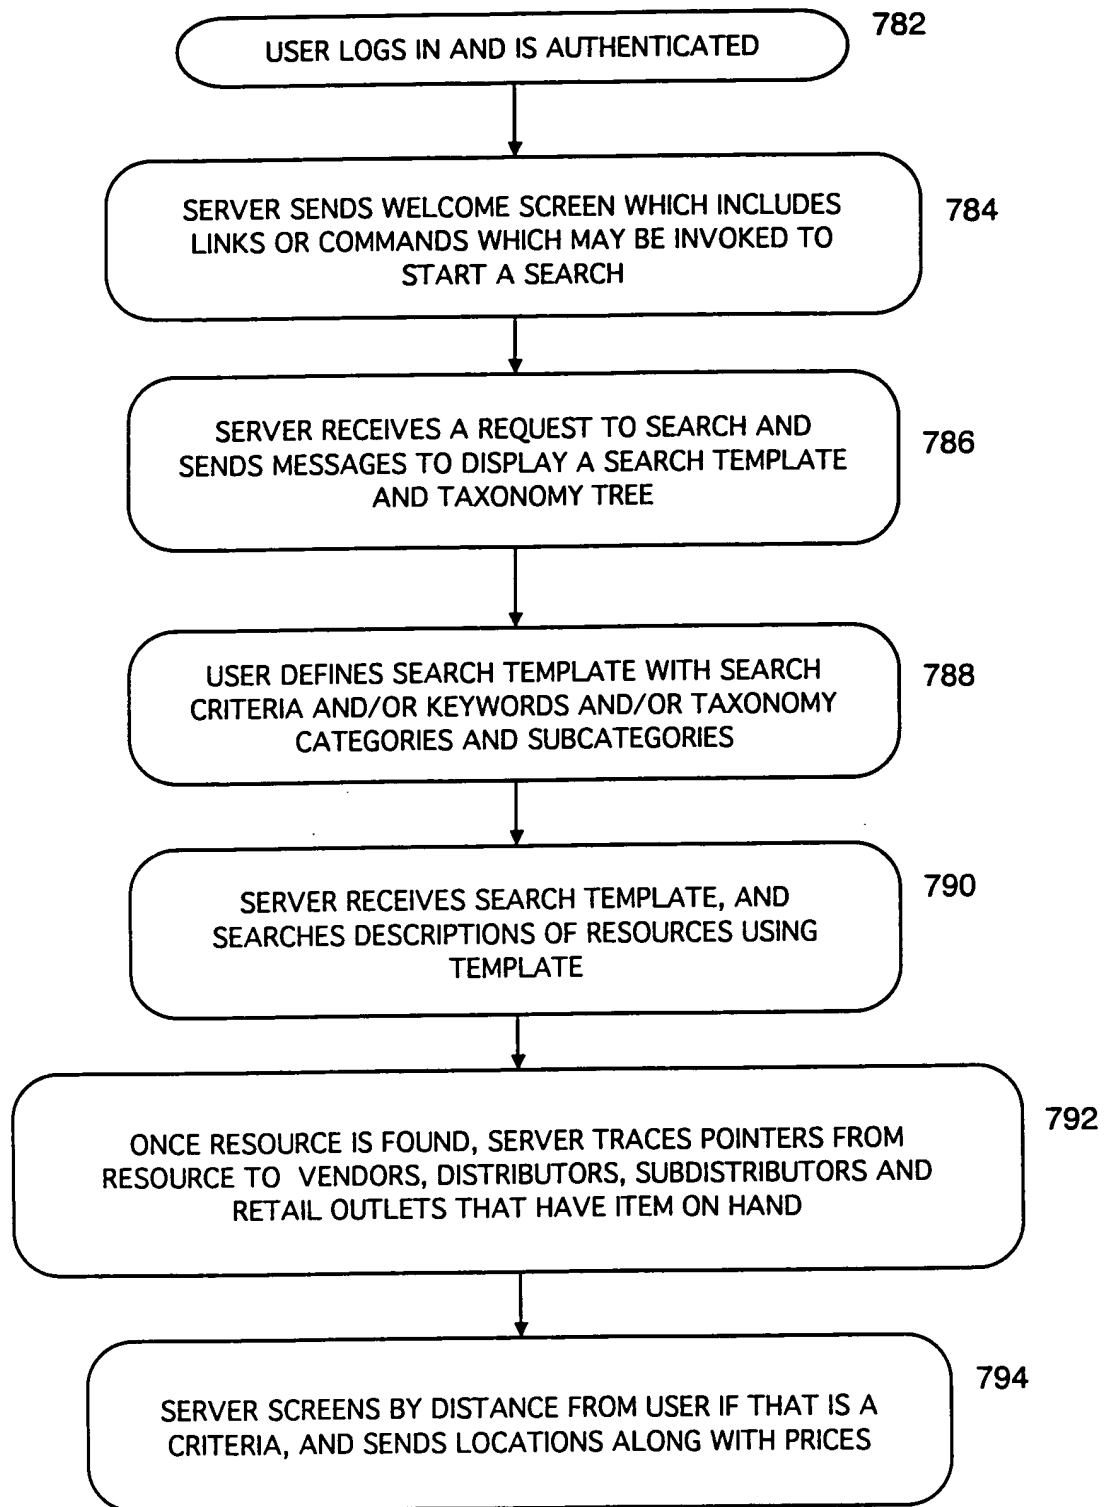 782
USER LOGS IN AND IS AUTHENTICATED
784
SERVER SENDS WELCOME SCREEN WHICH INCLUDES
LINKS OR COMMANDS WHICH MAY BE INVOKED TO
START A SEARCH
786
SERVER RECEIVES A REQUEST TO SEARCH AND
SENDS MESSAGES TO DISPLAY A SEARCH TEMPLATE
AND TAXONOMY TREE
788
USER DEFINES SEARCH TEMPLATE WITH SEARCH
CRITERIA AND/OR KEYWORDS AND/OR TAXONOMY
CATEGORIES AND SUBCATEGORIES
790
SERVER RECEIVES SEARCH TEMPLATE, AND
SEARCHES DESCRIPTIONS OF RESOURCES USING
TEMPLATE
792
ONCE RESOURCE IS FOUND, SERVER TRACES POINTERS FROM
RESOURCE TO VENDORS, DISTRIBUTORS, SUBDISTRIBUTORS AND
RETAIL OUTLETS THAT HAVE ITEM ON HAND
794
SERVER SCREENS BY DISTANCE FROM USER IF THAT IS A
CRITERIA, AND SENDS LOCATIONS ALONG WITH PRICES